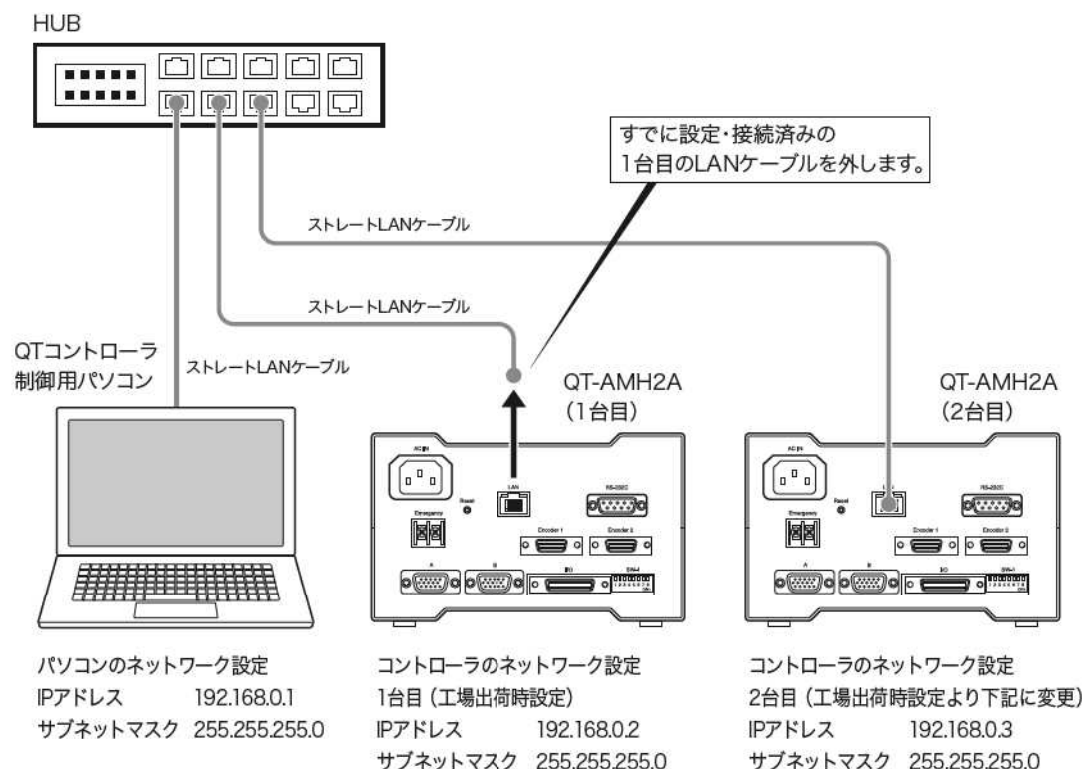 HUB
すでに設定・接続済みの
1台目のLANケーブルを外します。
ストレートLANケーブル
ストレートLANケーブル
QTコントローラ
制御用パソコン
ストレートLANケーブル
QT-AMH2A
(1台目)
QT-AMH2A
(2台目)
AC IN
LAN
RS-232C
Reset
Emergency
Encoder 1
Encoder 2
A
B
I/O
SW-1
AC IN
RS-232C
Reset
Emergency
Encoder 1
Encoder 2
A
B
I/O
SW-1
パソコンのネットワーク設定
IPアドレス 192.168.0.1
サブネットマスク 255.255.255.0
コントローラのネットワーク設定
1台目(工場出荷時設定)
IPアドレス 192.168.0.2
サブネットマスク 255.255.255.0
コントローラのネットワーク設定
2台目(工場出荷時設定より下記に変更)
IPアドレス 192.168.0.3
サブネットマスク 255.255.255.0